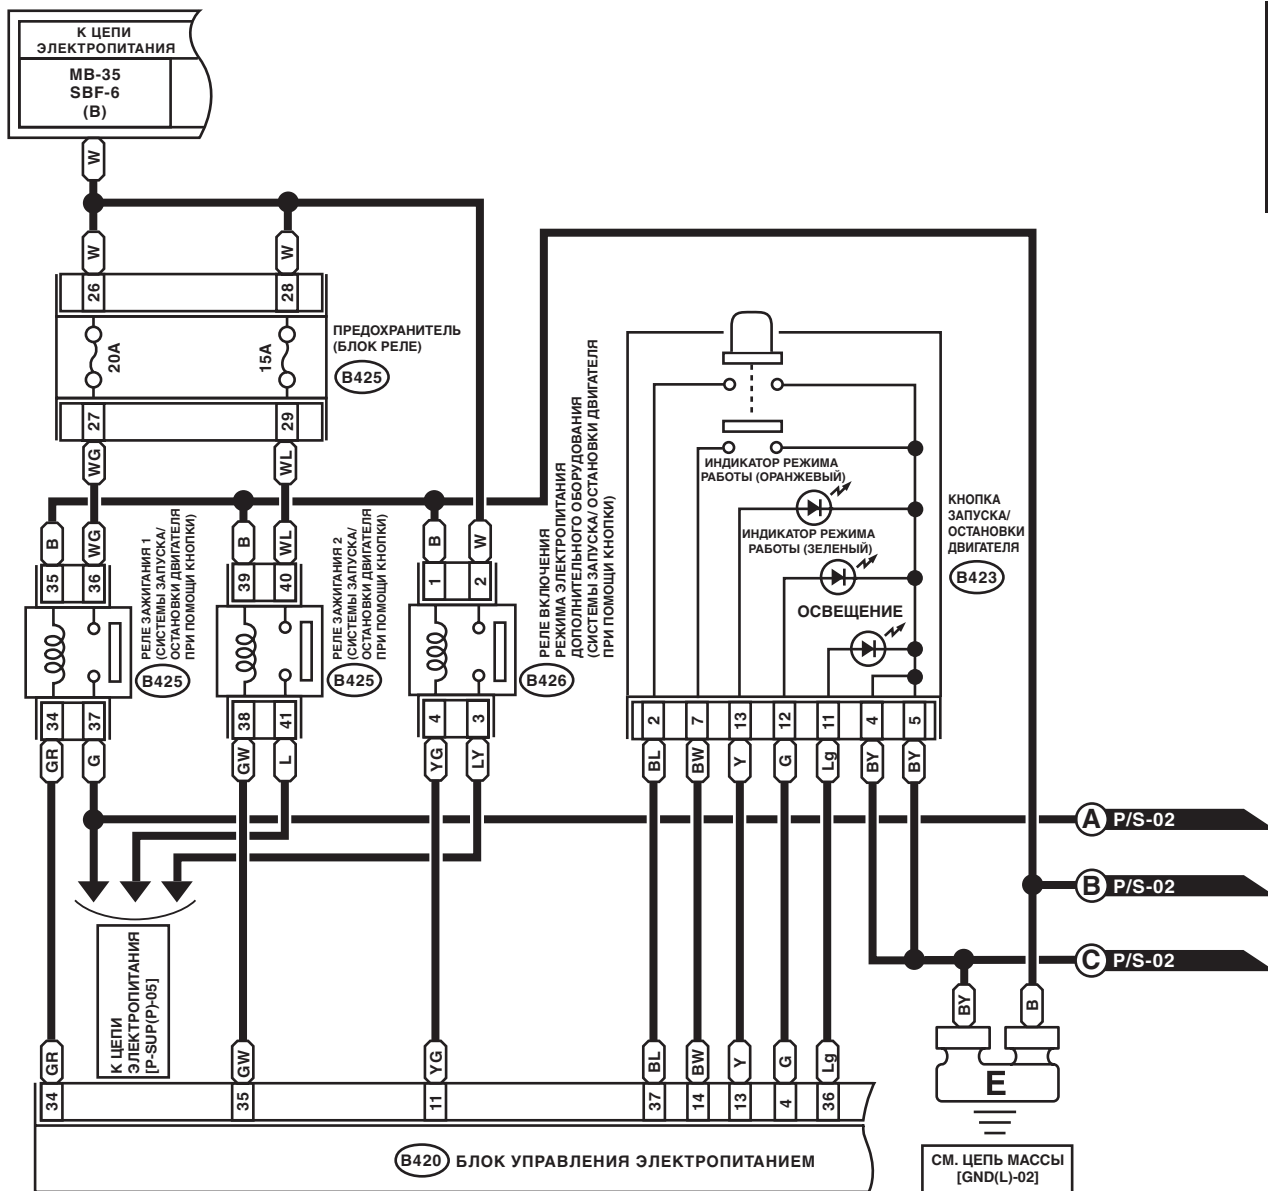 К ЦЕПИ
ЭЛЕКТРОПИТАНИЯ
MB-35
SBF-6
(B)
W
W
W
26
28
20A
15A
ПРЕДОХРАНИТЕЛЬ
(БЛОК РЕЛЕ)
B425
27
29
WG
WL
B
WG
B
WL
B
W
35
36
39
40
1
2
РЕЛЕ ЗАЖИГАНИЯ 1
(СИСТЕМЫ ЗАПУСКА/
ОСТАНОВКИ ДВИГАТЕЛЯ
ПРИ ПОМОЩИ КНОПКИ)
B425
РЕЛЕ ЗАЖИГАНИЯ 2
(СИСТЕМЫ ЗАПУСКА/
ОСТАНОВКИ ДВИГАТЕЛЯ
ПРИ ПОМОЩИ КНОПКИ)
B425
РЕЛЕ ВКЛЮЧЕНИЯ
РЕЖИМА ЭЛЕКТРОПИТАНИЯ
ДОПОЛНИТЕЛЬНОГО ОБОРУДОВАНИЯ
(СИСТЕМЫ ЗАПУСКА/ ОСТАНОВКИ ДВИГАТЕЛЯ
ПРИ ПОМОЩИ КНОПКИ)
B426
ИНДИКАТОР РЕЖИМА
РАБОТЫ (ОРАНЖЕВЫЙ)
ИНДИКАТОР РЕЖИМА
РАБОТЫ (ЗЕЛЕНЫЙ)
ОСВЕЩЕНИЕ
КНОПКА
ЗАПУСКА/
ОСТАНОВКИ
ДВИГАТЕЛЯ
B423
34
37
38
41
4
3
2
7
13
12
11
4
5
GR
G
GW
L
YG
LY
BL
BW
Y
G
Lg
BY
BY
A P/S-02
B P/S-02
C P/S-02
К ЦЕПИ
ЭЛЕКТРОПИТАНИЯ
[P-SUP(P)-05]
BY
B
GR
GW
YG
BL
BW
Y
G
Lg
E
34
35
11
37
14
13
4
36
B420 БЛОК УПРАВЛЕНИЯ ЭЛЕКТРОПИТАНИЕМ
СМ. ЦЕПЬ МАССЫ
[GND(L)-02]